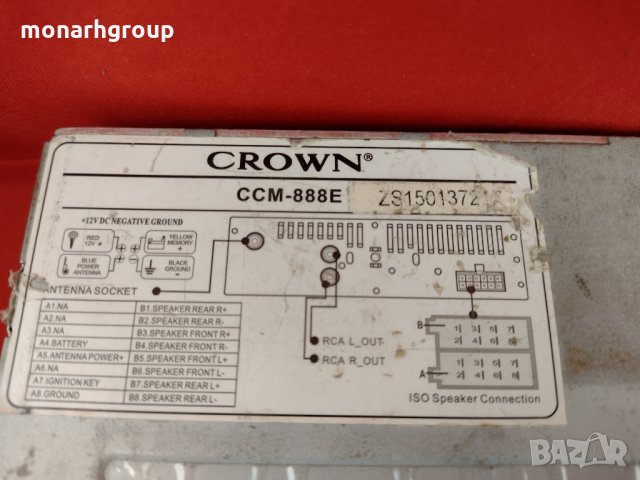 monarhgroup
CROWN®
CCM-888E ZS1501372
+12V DC NEGATIVE GROUND
RED 12V +
YELLOW MEMORY +
BLUE POWER ANTENNA
BLACK GROUND -
ANTENNA SOCKET
A1.NA B1.SPEAKER REAR R+
A2.NA B2.SPEAKER REAR R-
A3.NA B3.SPEAKER FRONT R+
A4.BATTERY B4.SPEAKER FRONT R-
A5.ANTENNA POWER+ B5.SPEAKER FRONT L+
A6.NA B6.SPEAKER FRONT L-
A7.IGNITION KEY B7.SPEAKER REAR L+
A8.GROUND B8.SPEAKER REAR L-
RCA L_OUT
RCA R_OUT
B 1 3 5 7
2 4 6 8
1 3 5 7
A 2 4 6 8
ISO Speaker Connection
BAZAR